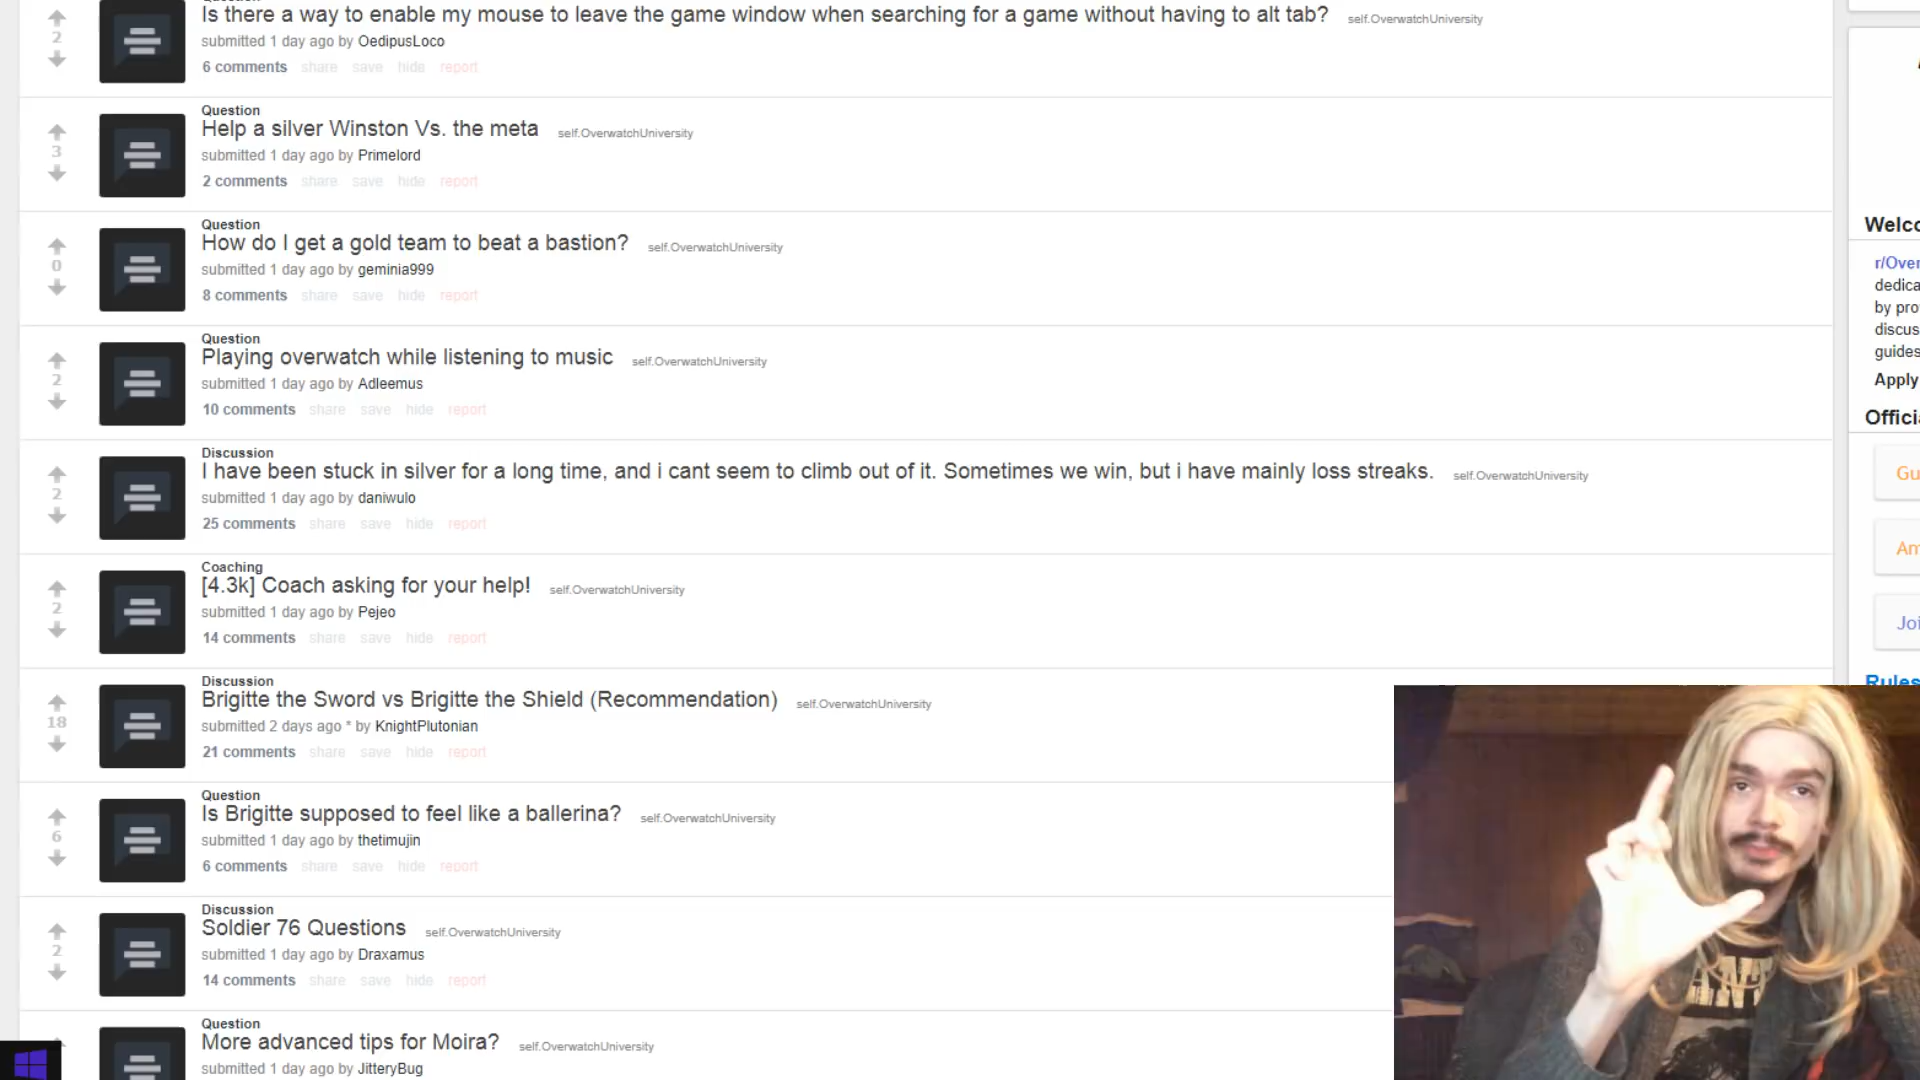 Is there a way to enable my mouse to leave the game window when searching for a game without having to alt tab? self.OverwatchUniversity
2
submitted 1 day ago by OedipusLoco
6 comments share save hide report
Question
Help a silver Winston Vs. the meta self.OverwatchUniversity
3
submitted 1 day ago by Primelord
2 comments share save hide report
Question
How do I get a gold team to beat a bastion? self.OverwatchUniversity
0
submitted 1 day ago by geminia999
8 comments share save hide report
Question
Playing overwatch while listening to music self.OverwatchUniversity
2
submitted 1 day ago by Adleemus
10 comments share save hide report
Discussion
I have been stuck in silver for a long time, and i cant seem to climb out of it. Sometimes we win, but i have mainly loss streaks. self.OverwatchUniversity
2
submitted 1 day ago by daniwulo
25 comments share save hide report
Coaching
[4.3k] Coach asking for your help! self.OverwatchUniversity
2
submitted 1 day ago by Pejeo
14 comments share save hide report
Discussion
Brigitte the Sword vs Brigitte the Shield (Recommendation) self.OverwatchUniversity
18
submitted 2 days ago * by KnightPlutonian
21 comments share save hide report
Question
Is Brigitte supposed to feel like a ballerina? self.OverwatchUniversity
6
submitted 1 day ago by thetimujin
6 comments share save hide report
Discussion
Soldier 76 Questions self.OverwatchUniversity
2
submitted 1 day ago by Draxamus
14 comments share save hide report
Question
More advanced tips for Moira? self.OverwatchUniversity
submitted 1 day ago by JitteryBug
Welco
r/Over
dedica
by pro
discus
guides
Apply
Offici
Gu
Am
Joi
Rules